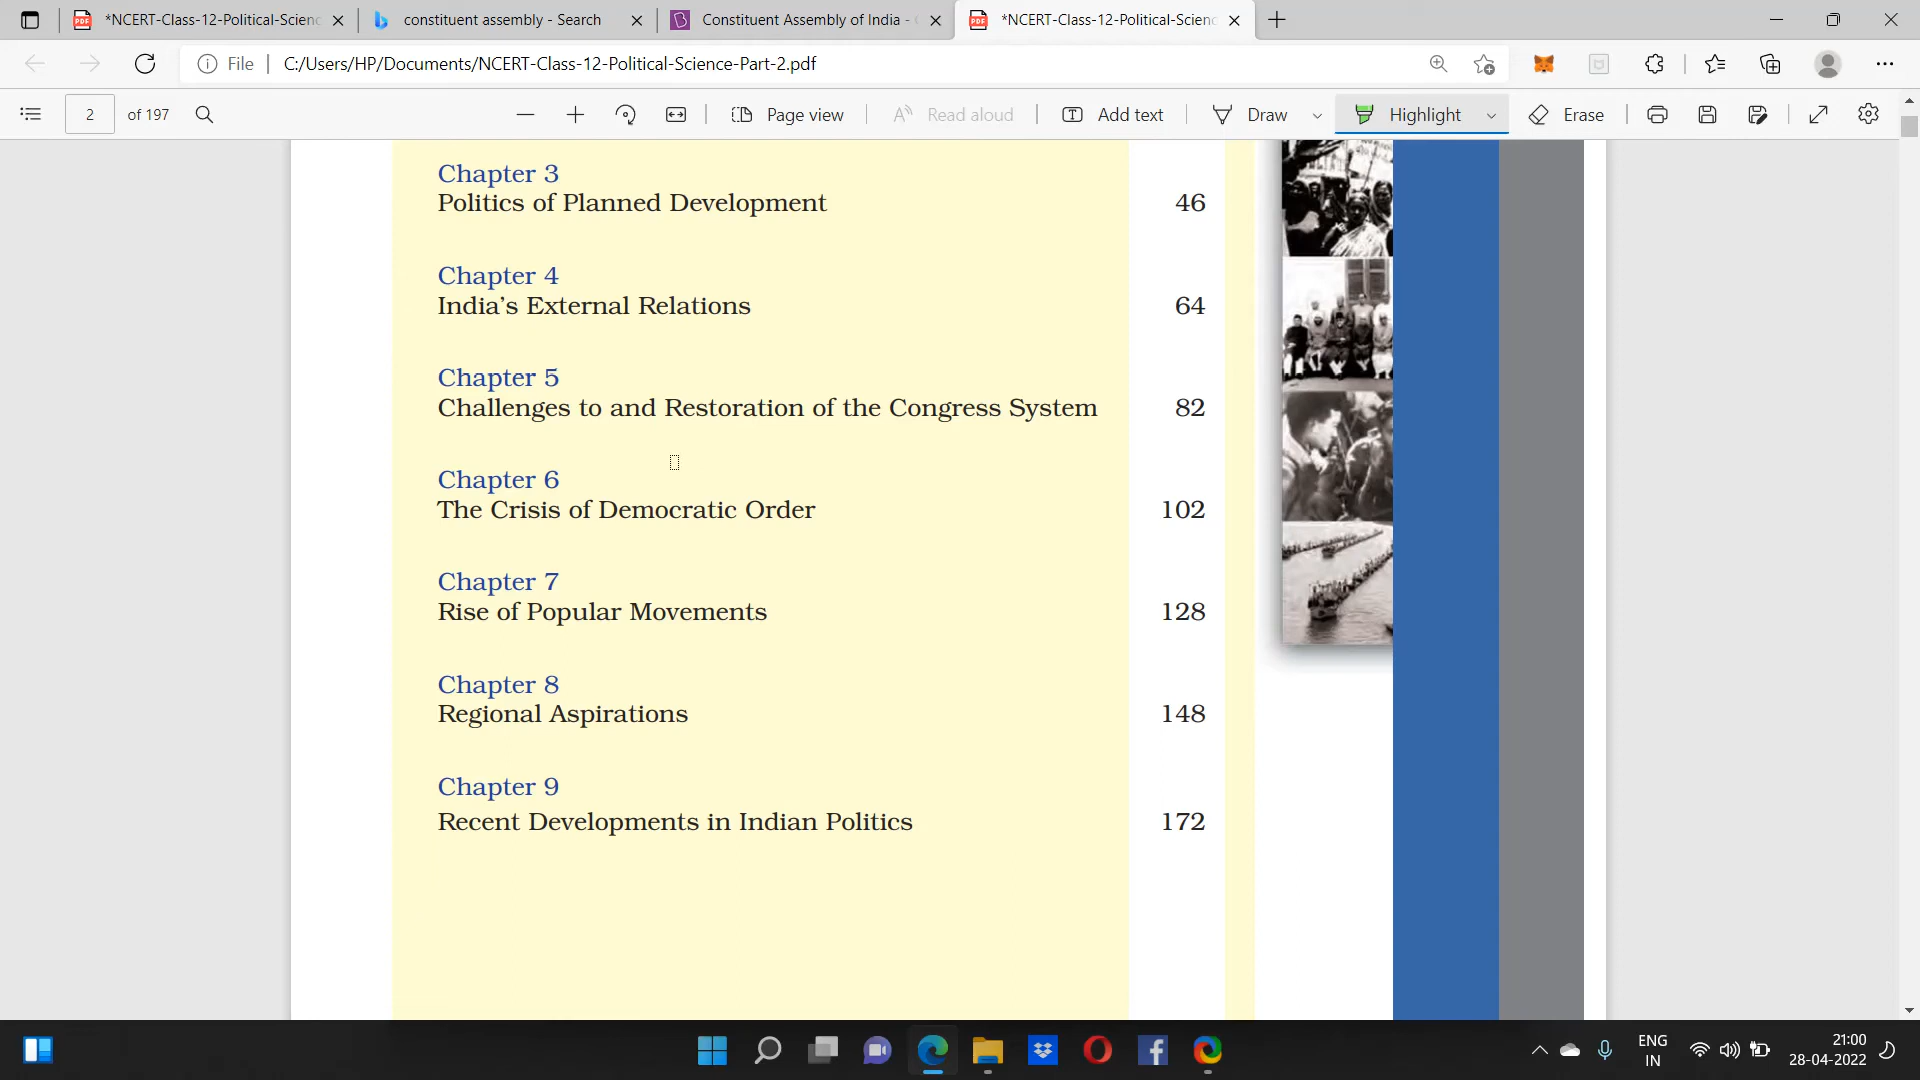 *NCERT-Class-12-Political-Scienc
constituent assembly - Search
Constituent Assembly of India -
*NCERT-Class-12-Political-Scienc
File
C:/Users/HP/Documents/NCERT-Class-12-Political-Science-Part-2.pdf
2 of 197
Page view
Read aloud
Add text
Draw
Highlight
Erase
Chapter 3
Politics of Planned Development 46
Chapter 4
India's External Relations 64
Chapter 5
Challenges to and Restoration of the Congress System 82
Chapter 6
The Crisis of Democratic Order 102
Chapter 7
Rise of Popular Movements 128
Chapter 8
Regional Aspirations 148
Chapter 9
Recent Developments in Indian Politics 172
ENG
IN
21:00
28-04-2022